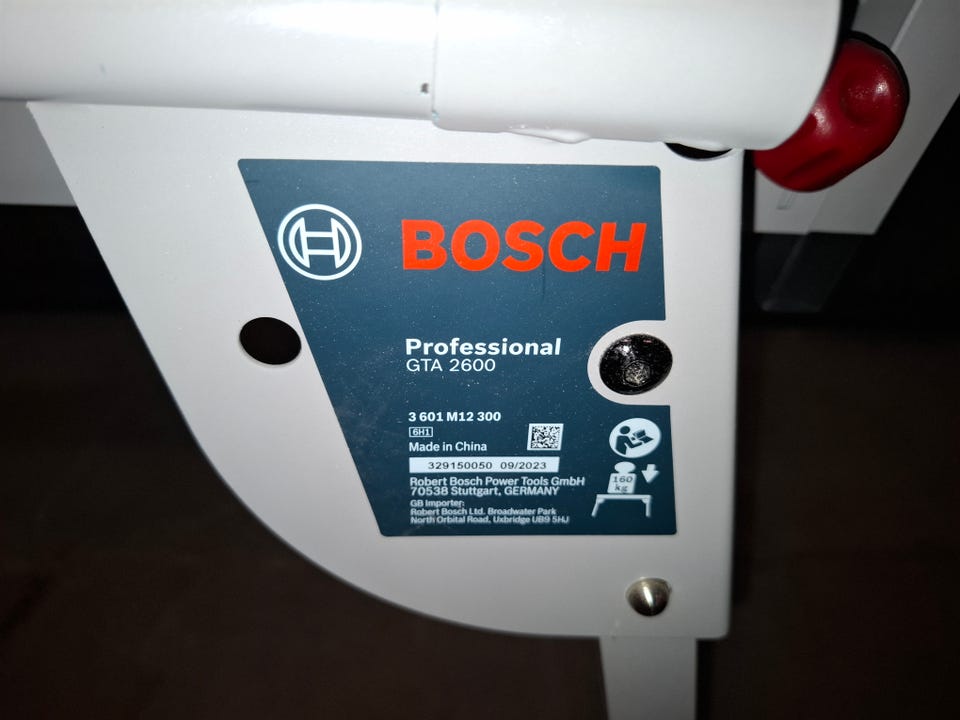 BOSCH
Professional
GTA 2600
3 601 M12 300
6H1
Made in China
329150050 09/2023
Robert Bosch Power Tools GmbH
70538 Stuttgart, GERMANY
GB Importer:
Robert Bosch Ltd. Broadwater Park
North Orbital Road, Uxbridge UB9 5HJ
160
kg